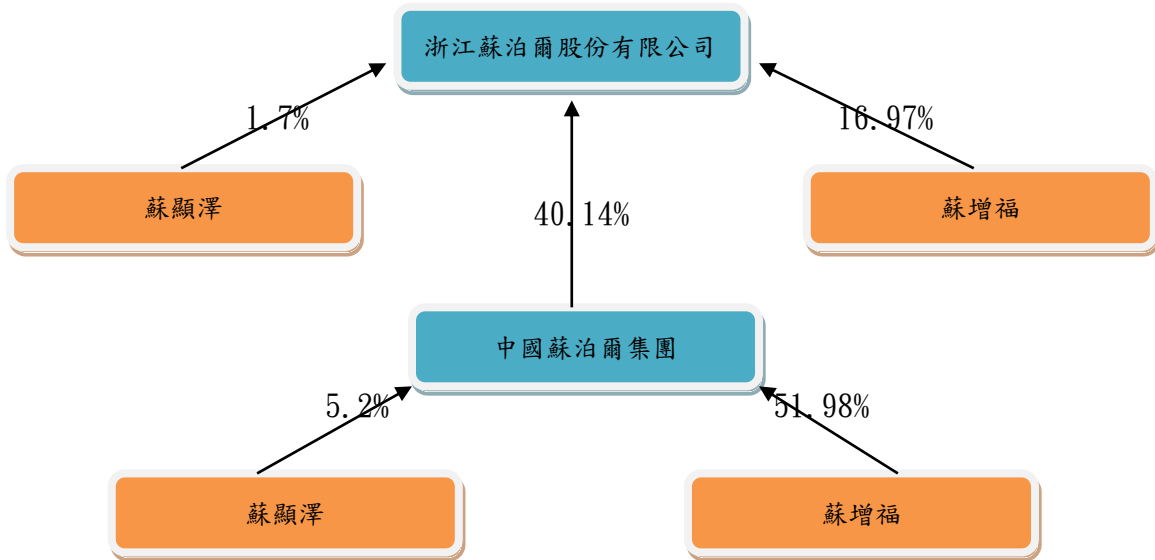 浙江蘇泊爾股份有限公司
1.7%
16.97%
蘇顯澤
40.14%
蘇增福
中國蘇泊爾集團
5.2%
51.98%
蘇顯澤
蘇增福